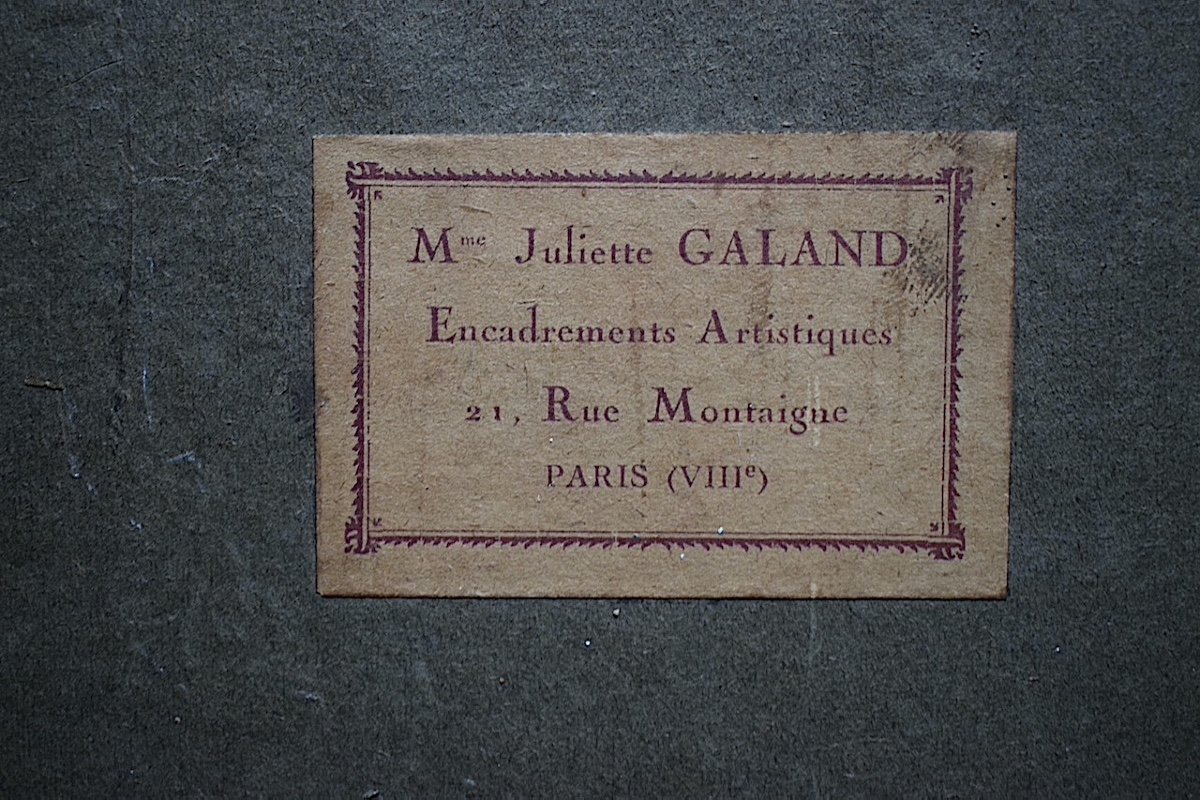 Mme Juliette GALAND
Encadrements Artistiques
21, Rue Montaigne
PARIS (VIIIe)